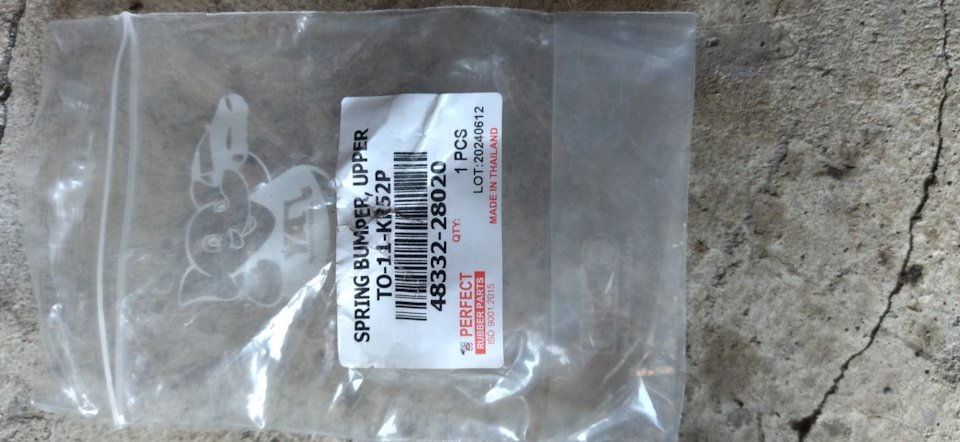 SPRING BUMPER, UPPER
TO-11-KR52P
48332-28020
QTY: 1 PCS
LOT:20240612
PERFECT
RUBBER PARTS
ISO 9001:2015
MADE IN THAILAND